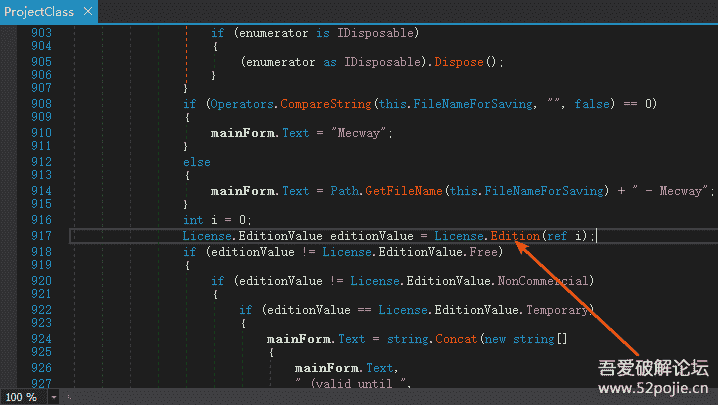 ProjectClass ×
903 if (enumerator is IDisposable)
904 {
905 (enumerator as IDisposable).Dispose();
906 }
907 }
908 if (Operators.CompareString(this.FileNameForSaving, "", false) == 0)
909 {
910 mainForm.Text = "Mecway";
911 }
912 else
913 {
914 mainForm.Text = Path.GetFileName(this.FileNameForSaving) + " - Mecway";
915 }
916 int i = 0;
917 License.EditionValue editionValue = License.Edition(ref i);
918 if (editionValue != License.EditionValue.Free)
919 {
920 if (editionValue != License.EditionValue.NonCommercial)
921 {
922 if (editionValue == License.EditionValue.Temporary)
923 {
924 mainForm.Text = string.Concat(new string[]
925 {
926 mainForm.Text,
927 " (valid until ",
吾爱破解论坛
www.52pojie.cn
100 %